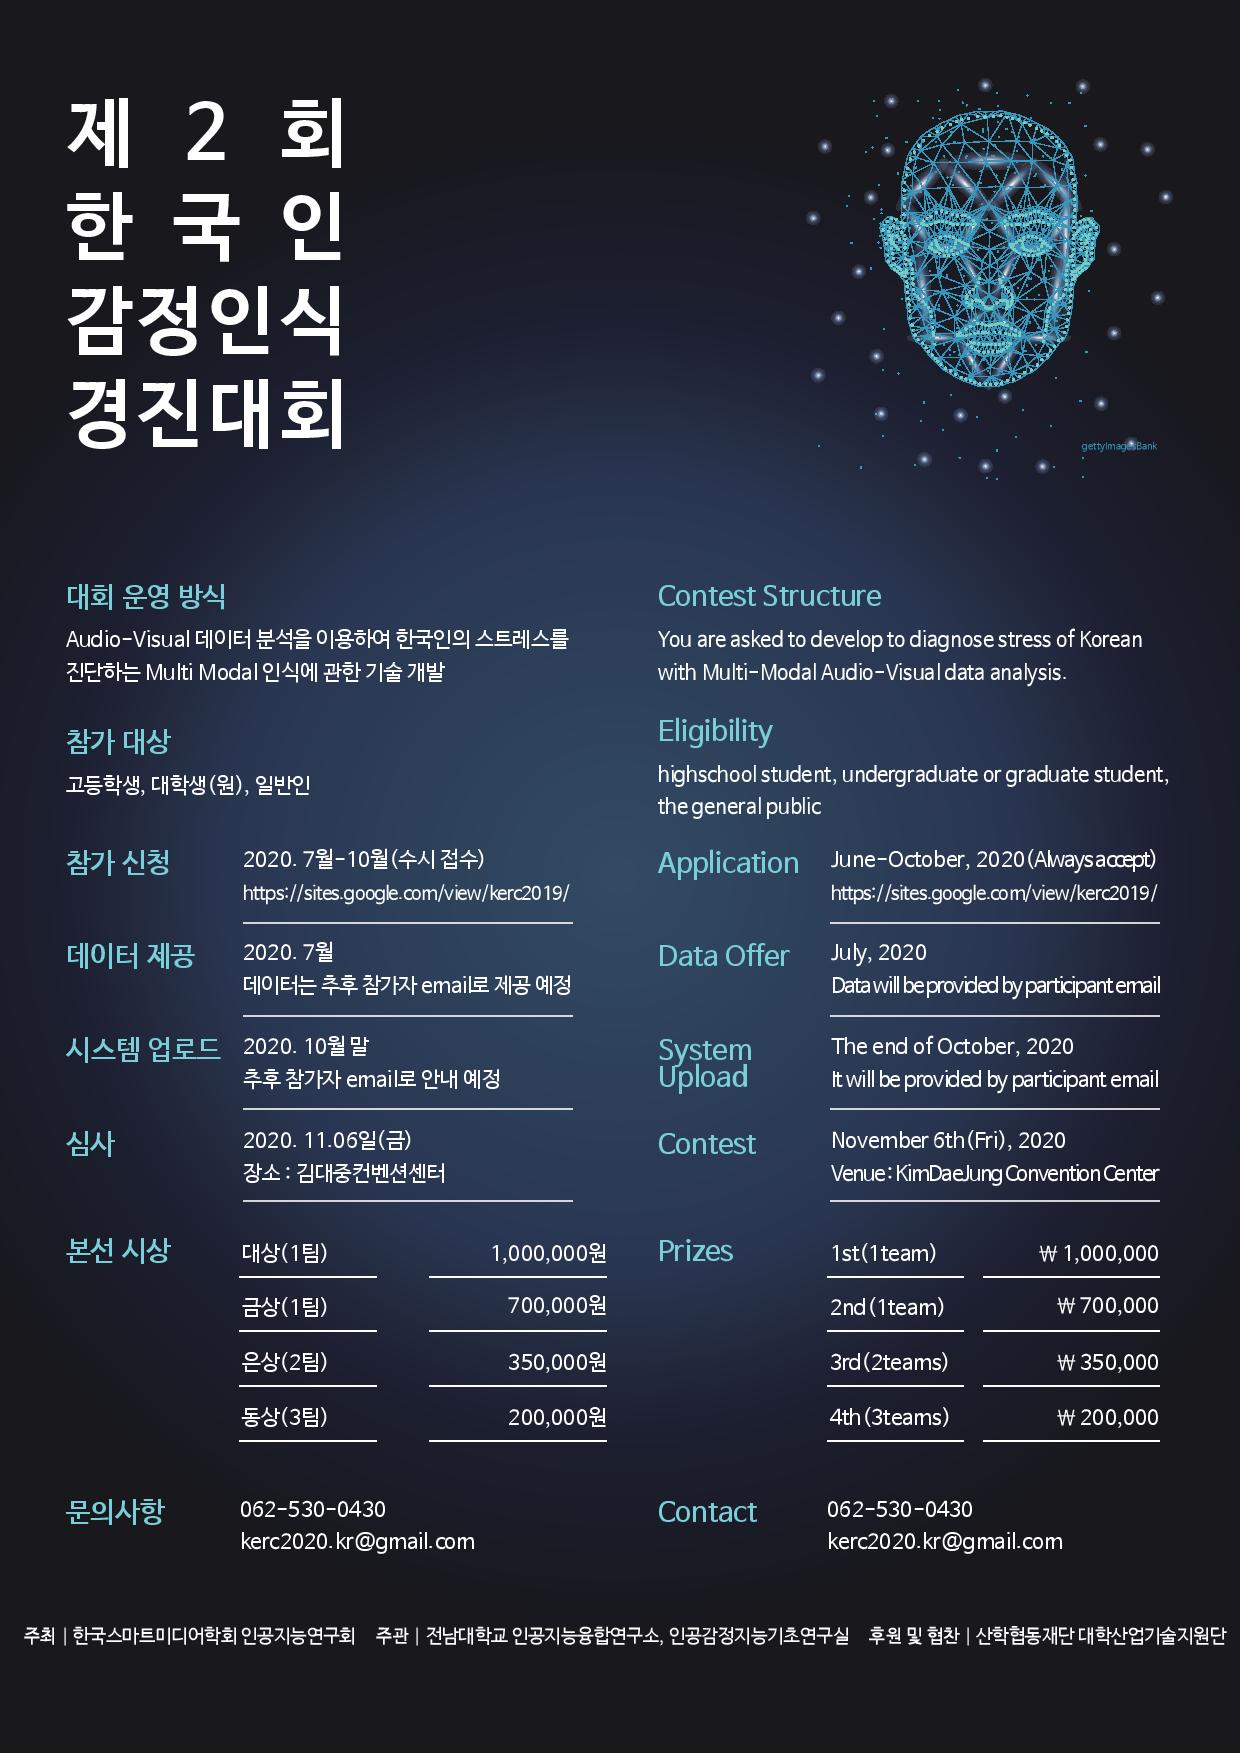 제 2 회
한 국 인
감정인식
경진대회
gettyImagesBank
대회 운영 방식
Audio-Visual 데이터 분석을 이용하여 한국인의 스트레스를
진단하는 Multi Modal 인식에 관한 기술 개발
참가 대상
고등학생, 대학생(원), 일반인
참가 신청
2020. 7월-10월(수시 접수)
https://sites.google.com/view/kerc2019/
데이터 제공
2020. 7월
데이터는 추후 참가자 email로 제공 예정
시스템 업로드
2020. 10월 말
추후 참가자 email로 안내 예정
심사
2020. 11.06일(금)
장소 : 김대중컨벤션센터
본선 시상
대상(1팀) 1,000,000원
금상(1팀) 700,000원
은상(2팀) 350,000원
동상(3팀) 200,000원
문의사항
062-530-0430
kerc2020.kr@gmail.com
Contest Structure
You are asked to develop to diagnose stress of Korean
with Multi-Modal Audio-Visual data analysis.
Eligibility
highschool student, undergraduate or graduate student,
the general public
Application
June-October, 2020(Always accept)
https://sites.google.com/view/kerc2019/
Data Offer
July, 2020
Data will be provided by participant email
System
Upload
The end of October, 2020
It will be provided by participant email
Contest
November 6th(Fri), 2020
Venue : KimDaeJung Convention Center
Prizes
1st(1team) ₩ 1,000,000
2nd(1team) ₩ 700,000
3rd(2teams) ₩ 350,000
4th(3teams) ₩ 200,000
Contact
062-530-0430
kerc2020.kr@gmail.com
주최 | 한국스마트미디어학회 인공지능연구회 주관 | 전남대학교 인공지능융합연구소, 인공감정지능기초연구실 후원 및 협찬 | 산학협동재단 대학산업기술지원단